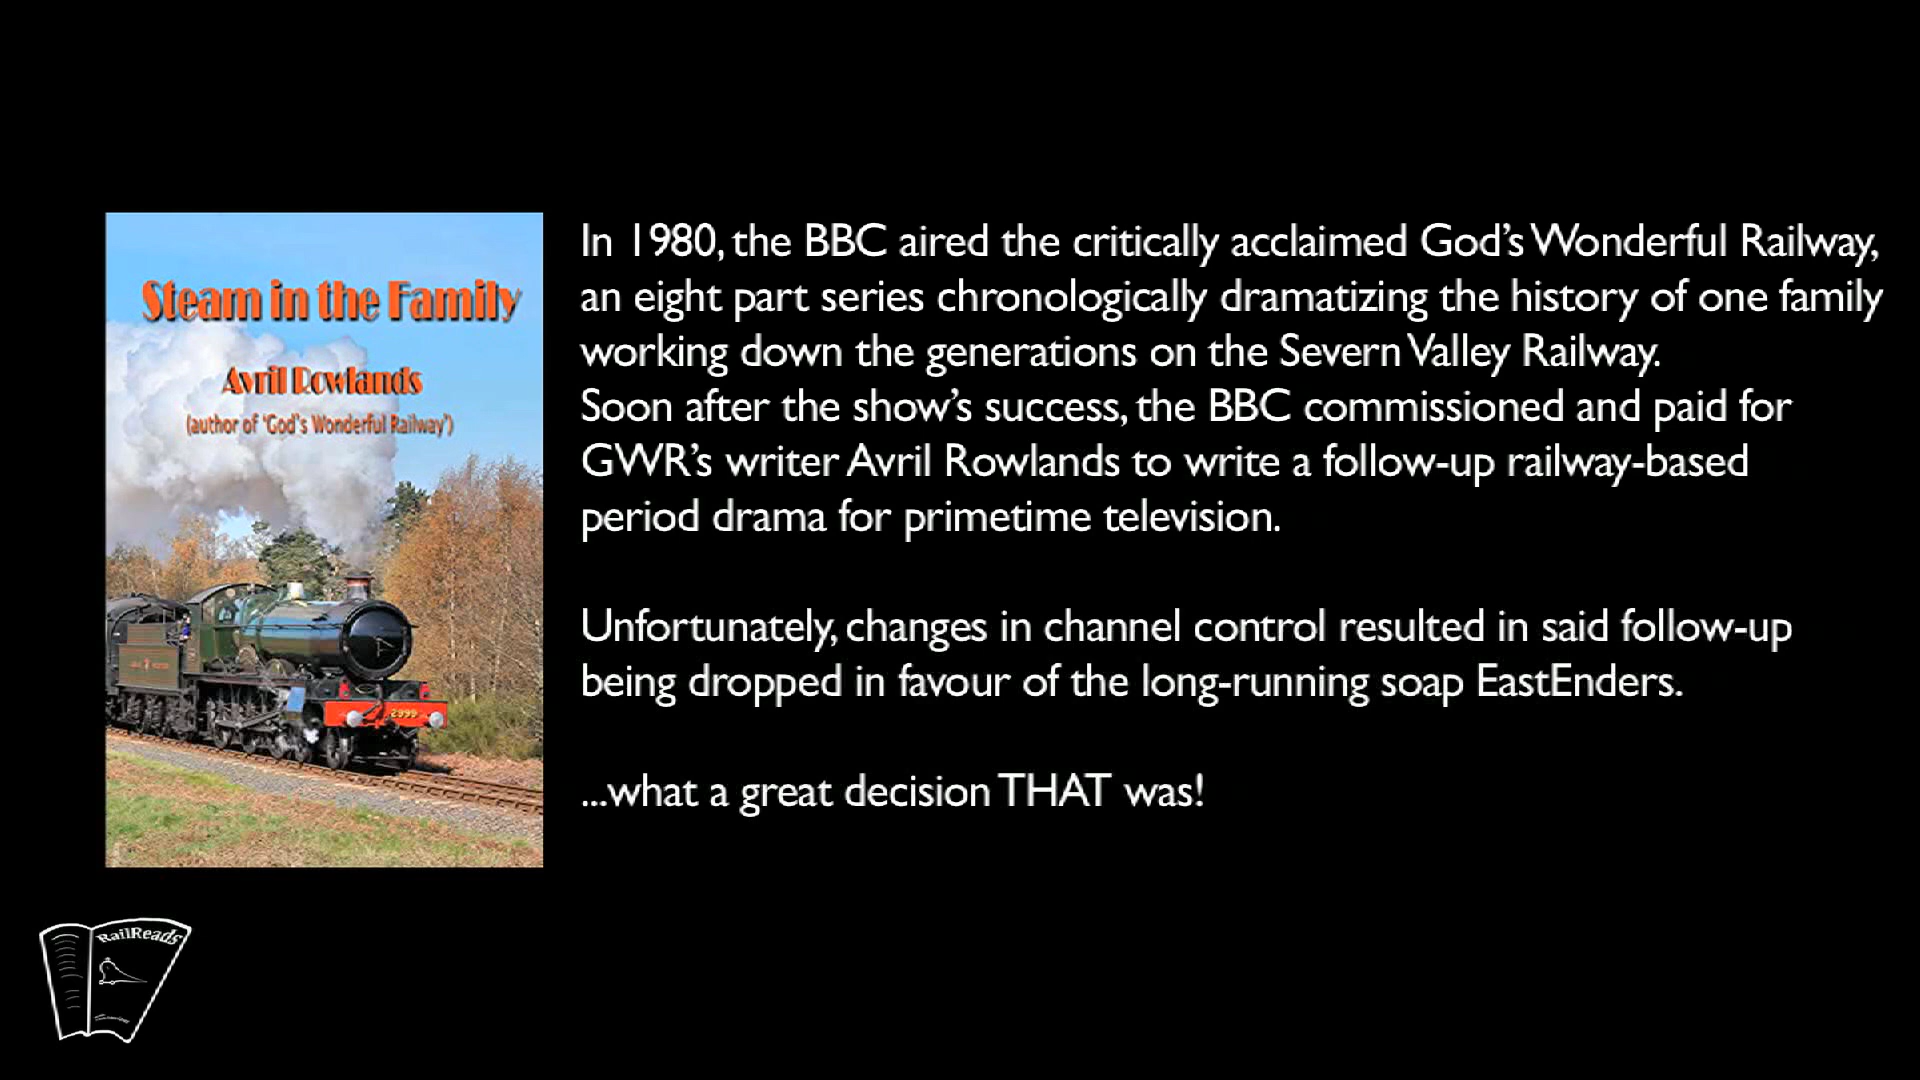 Steam in the Family
Avril Rowlands
(author of 'God's Wonderful Railway')
2999
In 1980, the BBC aired the critically acclaimed God's Wonderful Railway,
an eight part series chronologically dramatizing the history of one family
working down the generations on the Severn Valley Railway.
Soon after the show's success, the BBC commissioned and paid for
GWR's writer Avril Rowlands to write a follow-up railway-based
period drama for primetime television.
Unfortunately, changes in channel control resulted in said follow-up
being dropped in favour of the long-running soap EastEnders.
...what a great decision THAT was!
RailReads